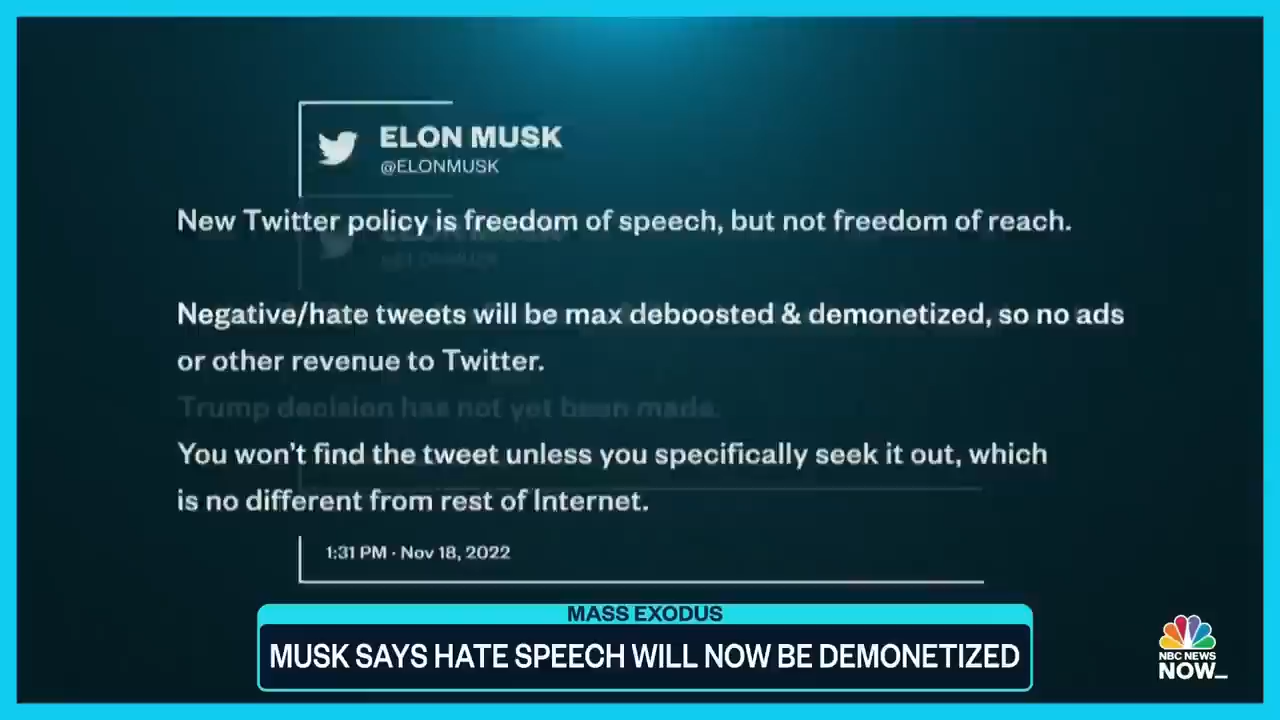 ELON MUSK
@ELONMUSK
New Twitter policy is freedom of speech, but not freedom of reach.
Negative/hate tweets will be max deboosted & demonetized, so no ads
or other revenue to Twitter.
Trump decision has not yet been made.
You won't find the tweet unless you specifically seek it out, which
is no different from rest of Internet.
1:31 PM · Nov 18, 2022
MASS EXODUS
MUSK SAYS HATE SPEECH WILL NOW BE DEMONETIZED
NBC NEWS
NOW_